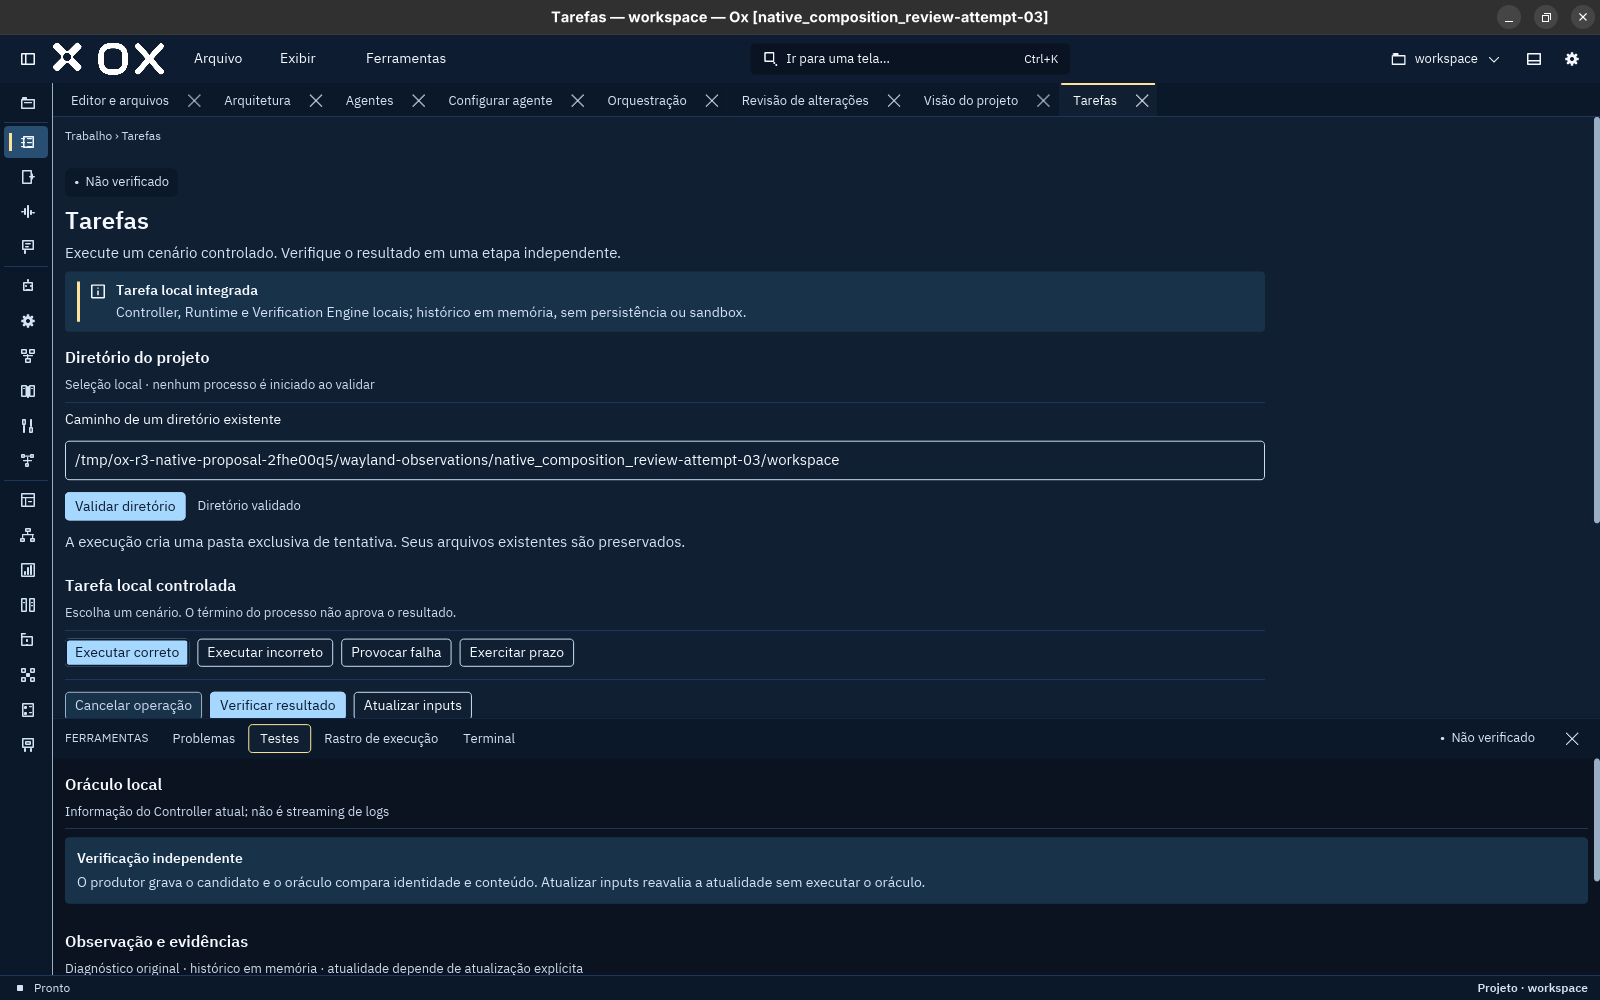 Tarefas — workspace — Ox [native_composition_review-attempt-03]
OX Arquivo Exibir Ferramentas Ir para uma tela... Ctrl+K workspace
Editor e arquivos Arquitetura Agentes Configurar agente Orquestração Revisão de alterações Visão do projeto Tarefas
Trabalho › Tarefas
• Não verificado
Tarefas
Execute um cenário controlado. Verifique o resultado em uma etapa independente.
Tarefa local integrada
Controller, Runtime e Verification Engine locais; histórico em memória, sem persistência ou sandbox.
Diretório do projeto
Seleção local · nenhum processo é iniciado ao validar
Caminho de um diretório existente
/tmp/ox-r3-native-proposal-2fhe00q5/wayland-observations/native_composition_review-attempt-03/workspace
Validar diretório Diretório validado
A execução cria uma pasta exclusiva de tentativa. Seus arquivos existentes são preservados.
Tarefa local controlada
Escolha um cenário. O término do processo não aprova o resultado.
Executar correto Executar incorreto Provocar falha Exercitar prazo
Cancelar operação Verificar resultado Atualizar inputs
FERRAMENTAS Problemas Testes Rastro de execução Terminal • Não verificado
Oráculo local
Informação do Controller atual; não é streaming de logs
Verificação independente
O produtor grava o candidato e o oráculo compara identidade e conteúdo. Atualizar inputs reavalia a atualidade sem executar o oráculo.
Observação e evidências
Diagnóstico original · histórico em memória · atualidade depende de atualização explícita
Pronto Projeto · workspace